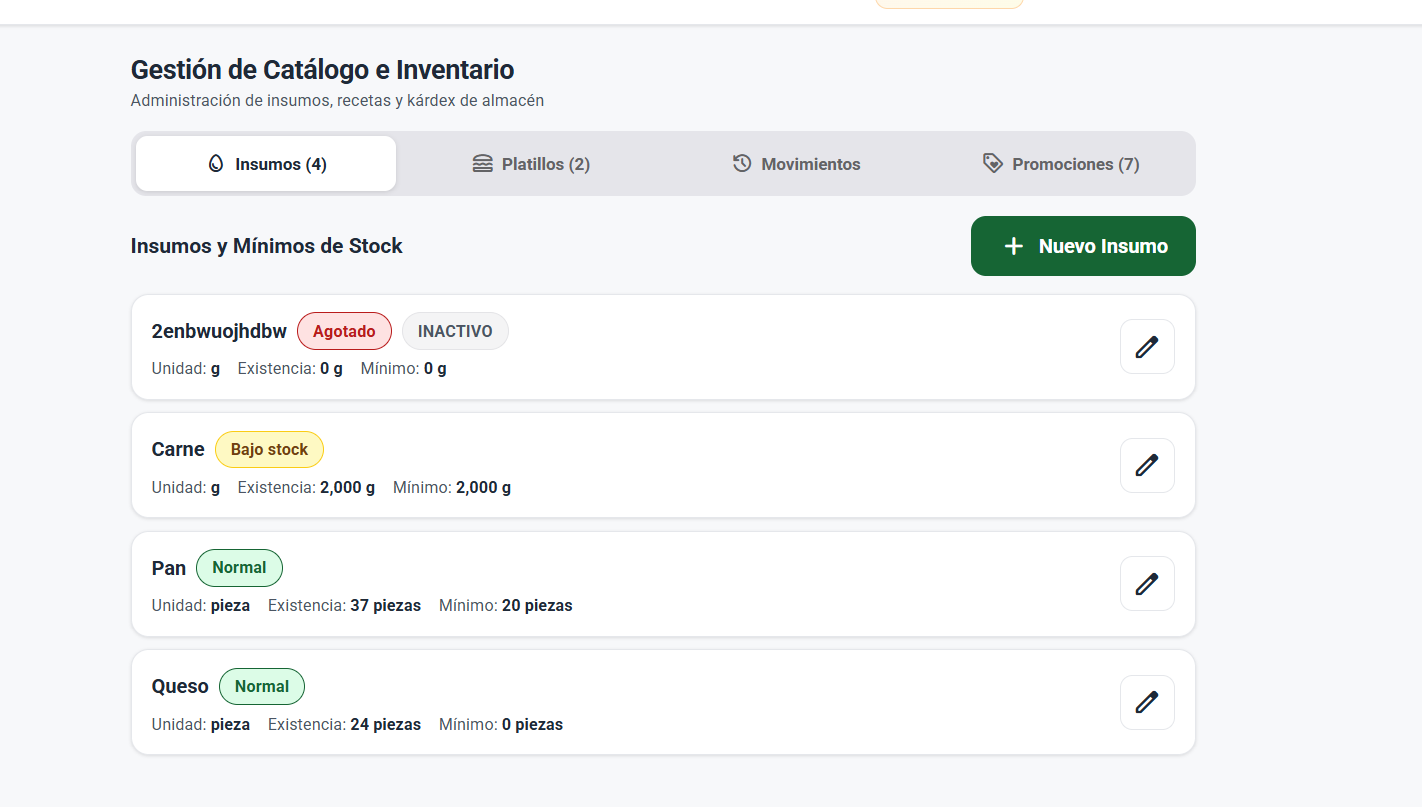 Gestión de Catálogo e Inventario
Administración de insumos, recetas y kárdex de almacén
Insumos (4) Platillos (2) Movimientos Promociones (7)
Insumos y Mínimos de Stock
+ Nuevo Insumo
2enbwuojhdbw Agotado INACTIVO
Unidad: g Existencia: 0 g Mínimo: 0 g
Carne Bajo stock
Unidad: g Existencia: 2,000 g Mínimo: 2,000 g
Pan Normal
Unidad: pieza Existencia: 37 piezas Mínimo: 20 piezas
Queso Normal
Unidad: pieza Existencia: 24 piezas Mínimo: 0 piezas